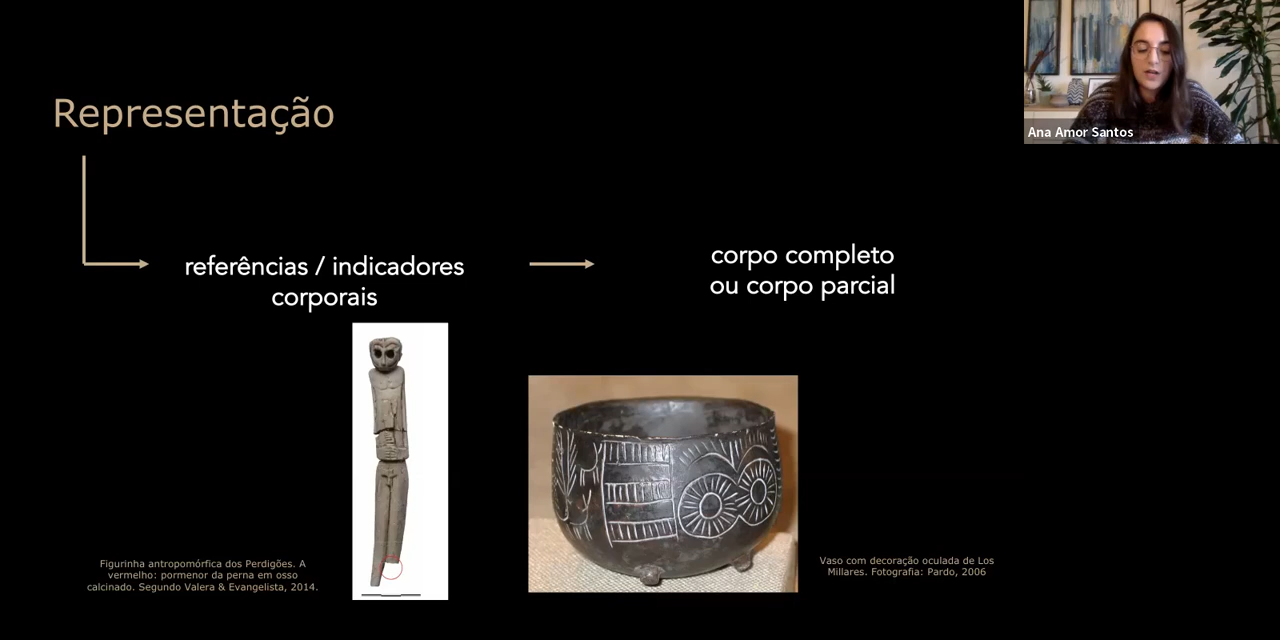 Ana Amor Santos
Representação
referências / indicadores
corporais
corpo completo
ou corpo parcial
Figurinha antropomórfica dos Perdigões. A
vermelho: pormenor da perna em osso
calcinado. Segundo Valera & Evangelista, 2014.
Vaso com decoração oculada de Los
Millares. Fotografia: Pardo, 2006